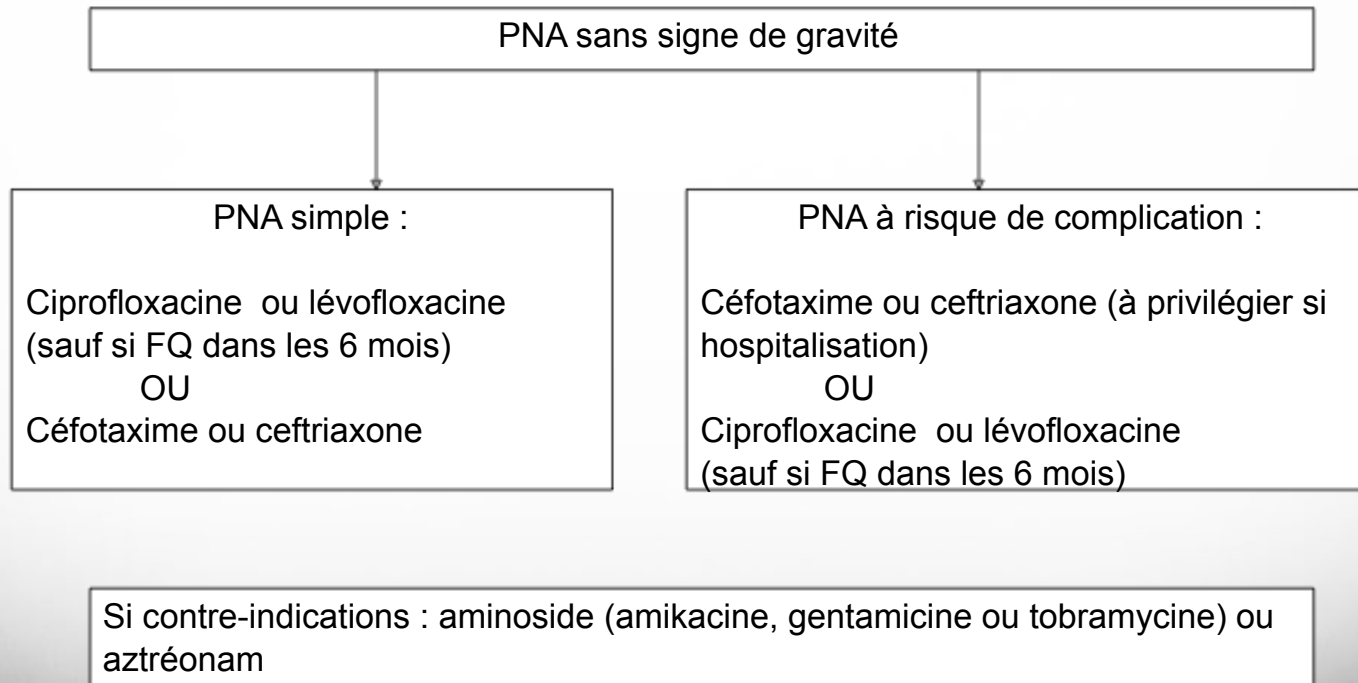 PNA sans signe de gravité
PNA simple :
Ciprofloxacine ou lévofloxacine
(sauf si FQ dans les 6 mois)
OU
Céfotaxime ou ceftriaxone
PNA à risque de complication :
Céfotaxime ou ceftriaxone (à privilégier si
hospitalisation)
OU
Ciprofloxacine ou lévofloxacine
(sauf si FQ dans les 6 mois)
Si contre-indications : aminoside (amikacine, gentamicine ou tobramycine) ou
aztréonam